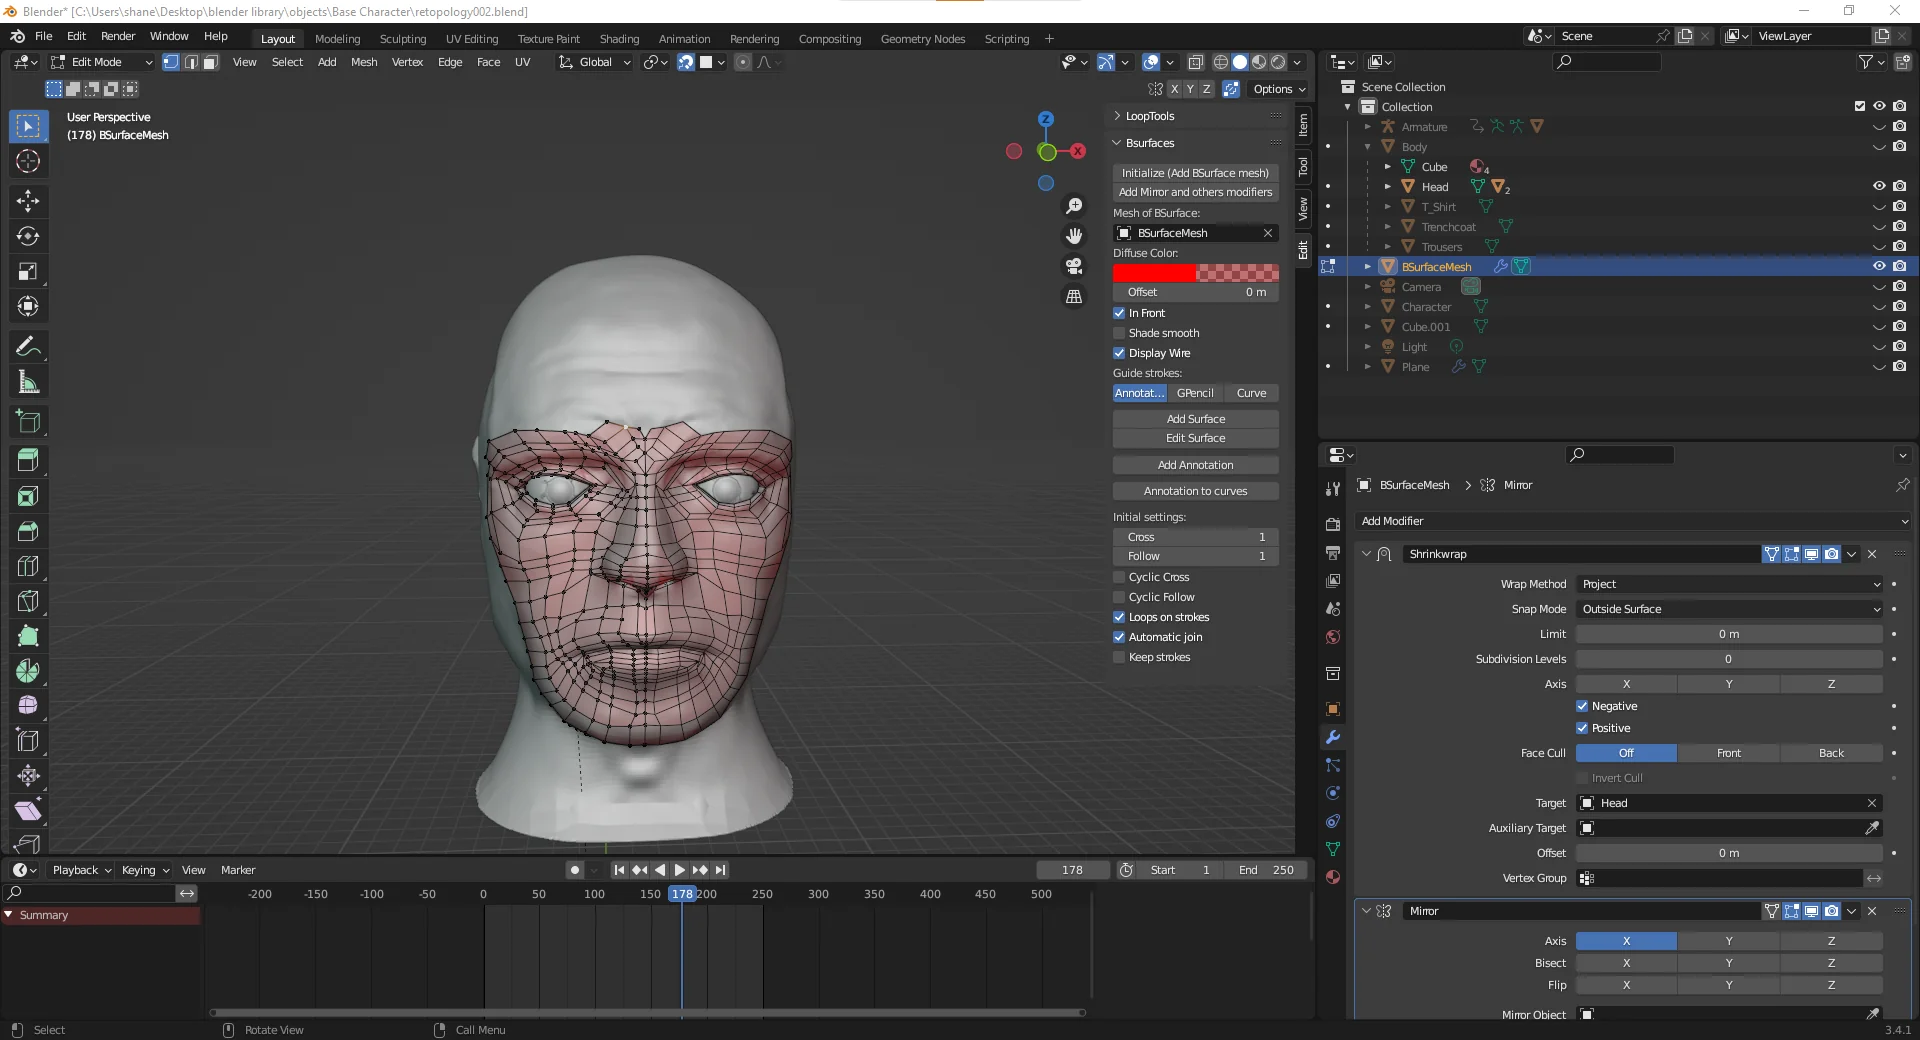 Blender* [C:\Users\shane\Desktop\blender library\objects\Base Character\retopology002.blend]
File Edit Render Window Help Layout Modeling Sculpting UV Editing Texture Paint Shading Animation Rendering Compositing Geometry Nodes Scripting + Scene ViewLayer
Edit Mode View Select Add Mesh Vertex Edge Face UV Global
X Y Z Options
User Perspective
(178) BSurfaceMesh
Z
X
Item
Tool
View
Edit
LoopTools
Bsurfaces
Initialize (Add BSurface mesh)
Add Mirror and others modifiers
Mesh of BSurface:
BSurfaceMesh
Diffuse Color:
Offset 0 m
In Front
Shade smooth
Display Wire
Guide strokes:
Annotat... GPencil Curve
Add Surface
Edit Surface
Add Annotation
Annotation to curves
Initial settings:
Cross 1
Follow 1
Cyclic Cross
Cyclic Follow
Loops on strokes
Automatic join
Keep strokes
Scene Collection
Collection
Armature
Body
Cube 4
Head 2
T_Shirt
Trenchcoat
Trousers
BSurfaceMesh
Camera
Character
Cube.001
Light
Plane
BSurfaceMesh > Mirror
Add Modifier
Shrinkwrap
Wrap Method Project
Snap Mode Outside Surface
Limit 0 m
Subdivision Levels 0
Axis X Y Z
Negative
Positive
Face Cull Off Front Back
Invert Cull
Target Head
Auxiliary Target
Offset 0 m
Vertex Group
Mirror
Axis X Y Z
Bisect X Y Z
Flip X Y Z
Mirror Object
Playback Keying View Marker 178 Start 1 End 250
-200 -150 -100 -50 0 50 100 150 178 200 250 300 350 400 450 500
Summary
Select Rotate View Call Menu 3.4.1